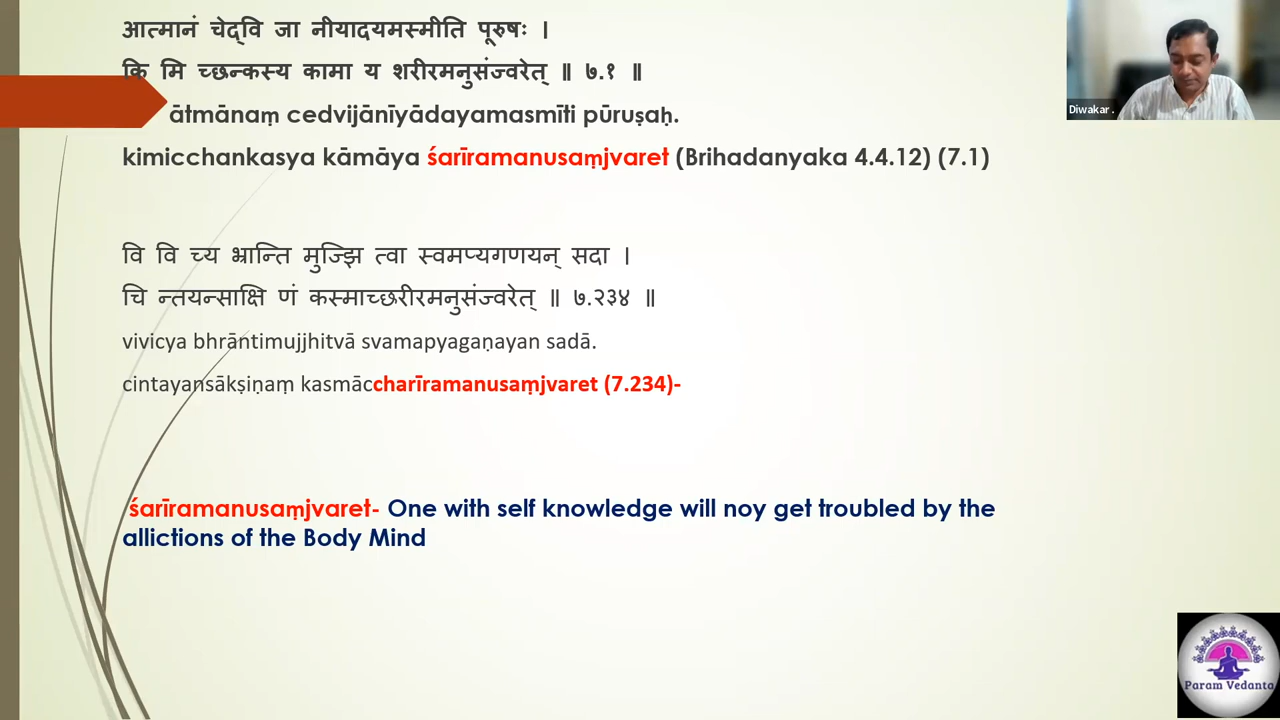 आत्मानं चेद्वि जा नीयादयमस्मीति पूरुषः ।
कि मि च्छन्कस्य कामा य शरीरमनुसंज्वरेत् ॥ ७.१ ॥
ātmānaṃ cedvijānīyādayamasmīti pūruṣaḥ.
kimicchankasya kāmāya śarīramanusaṃjvaret (Brihadanyaka 4.4.12) (7.1)
वि वि च्य भ्रान्ति मुज्झि त्वा स्वमप्यगणयन् सदा ।
चि न्तयन्साक्षि णं कस्माच्छरीरमनुसंज्वरेत् ॥ ७.२३४ ॥
vivicya bhrāntimujjhitvā svamapyagaṇayan sadā.
cintayansākṣiṇaṃ kasmāccharīramanusaṃjvaret (7.234)-
śarīramanusaṃjvaret- One with self knowledge will noy get troubled by the
allictions of the Body Mind
Diwakar .
Param Vedanta